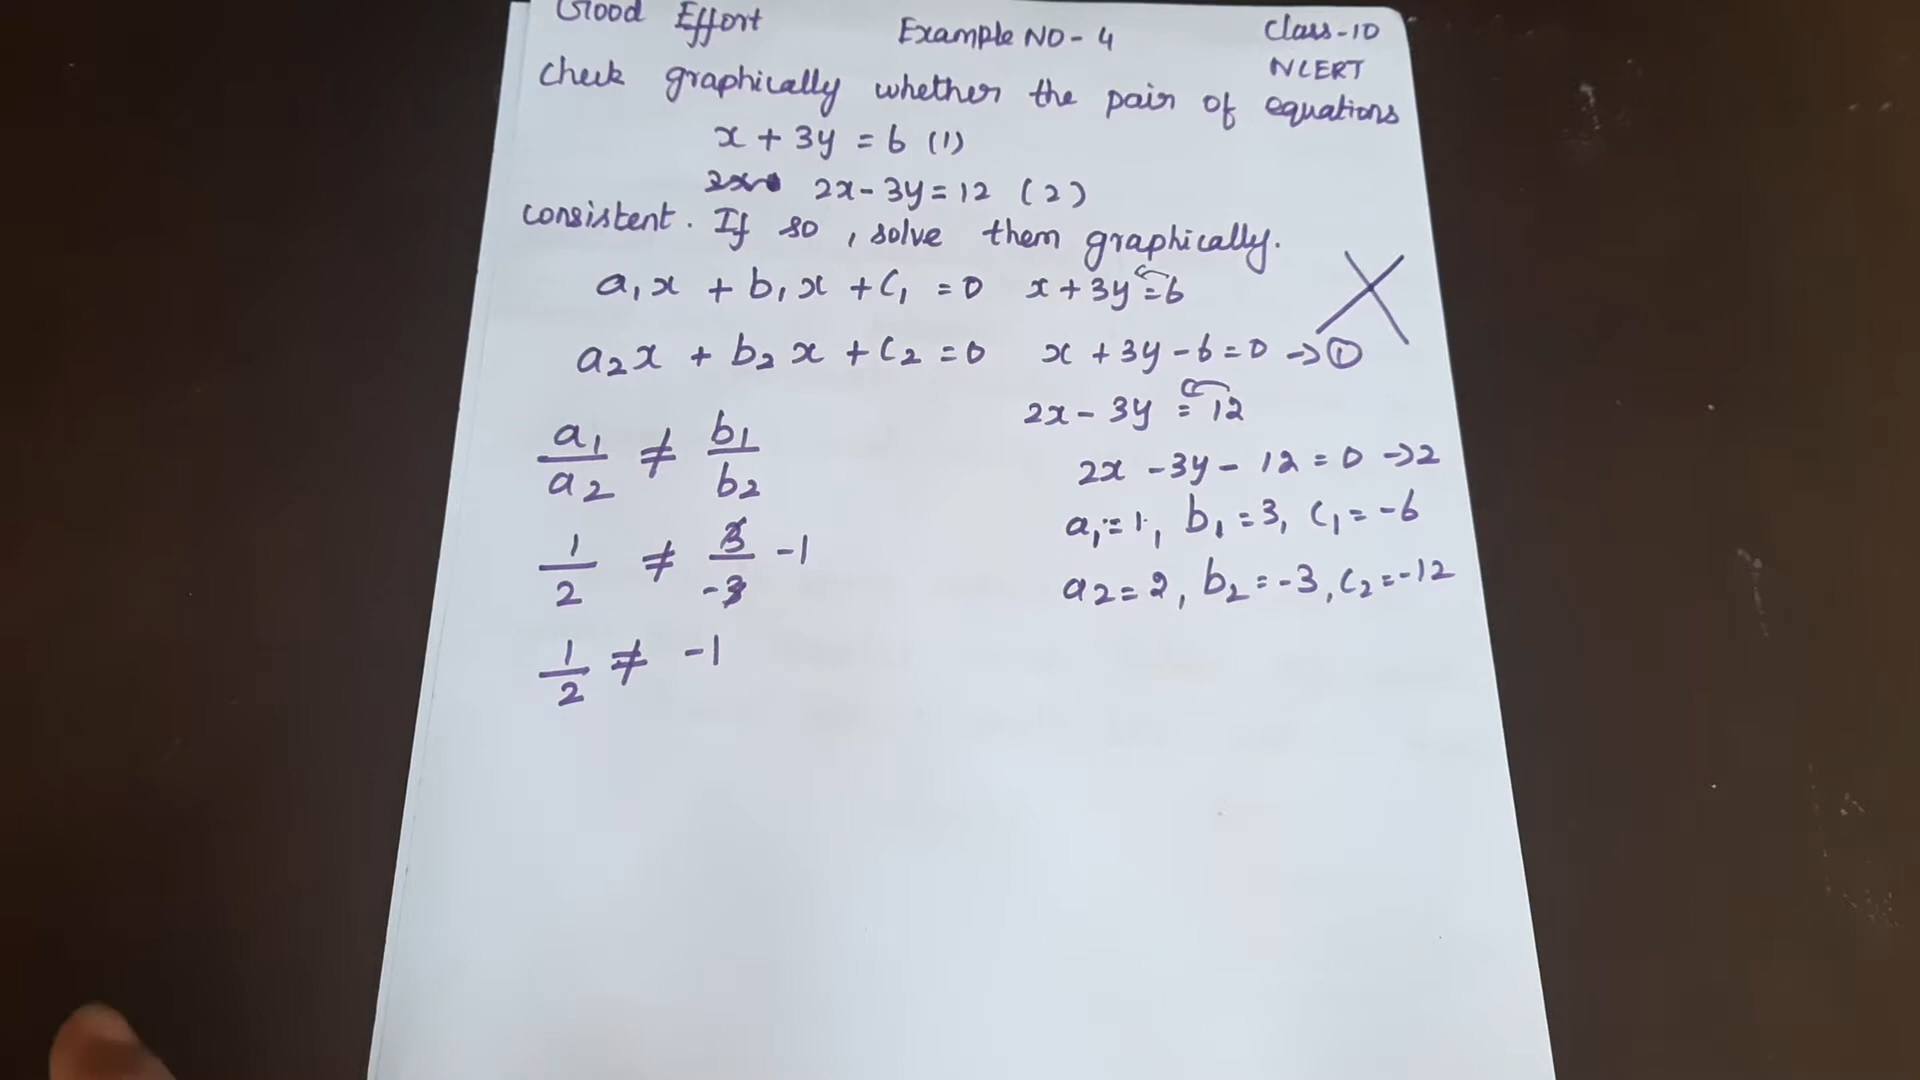 Good Effort Example NO - 4 Class-10
NCERT
Check graphically whether the pair of equations
x + 3y = 6 (1)
2x - 3y = 12 (2)
consistent. If so, solve them graphically.
a₁x + b₁x + C₁ = 0 x + 3y = 6
a₂x + b₂x + C₂ = 0 x + 3y - 6 = 0 → ①
2x - 3y = 12
a₁/a₂ ≠ b₁/b₂
2x - 3y - 12 = 0 → 2
1/2 ≠ 3/-3 -1
a₁ = 1, b₁ = 3, C₁ = -6
a₂ = 2, b₂ = -3, C₂ = -12
1/2 ≠ -1